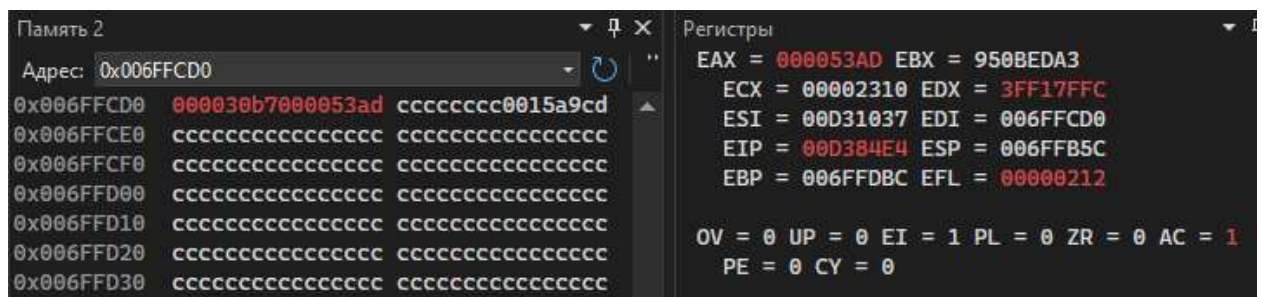 Память 2
Адрес: 0x006FFCD0
0x006FFCD0 000030b7000053ad cccccccc0015a9cd
0x006FFCE0 cccccccccccccccc cccccccccccccccc
0x006FFCF0 cccccccccccccccc cccccccccccccccc
0x006FFD00 cccccccccccccccc cccccccccccccccc
0x006FFD10 cccccccccccccccc cccccccccccccccc
0x006FFD20 cccccccccccccccc cccccccccccccccc
0x006FFD30 cccccccccccccccc cccccccccccccccc
Регистры
EAX = 000053AD EBX = 950BEDA3
ECX = 00002310 EDX = 3FF17FFC
ESI = 00D31037 EDI = 006FFCD0
EIP = 00D384E4 ESP = 006FFB5C
EBP = 006FFDBC EFL = 00000212
OV = 0 UP = 0 EI = 1 PL = 0 ZR = 0 AC = 1
PE = 0 CY = 0